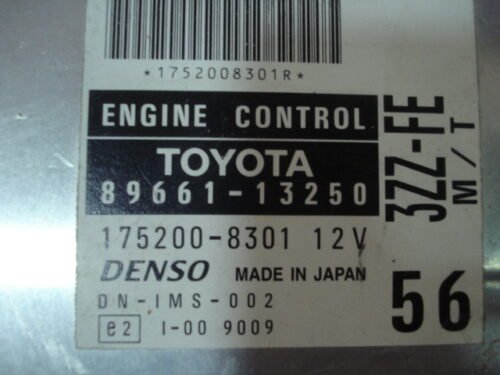 *1752008301R*
ENGINE CONTROL
TOYOTA
89661-13250
175200-8301 12V
DENSO MADE IN JAPAN
DN-IMS-002
e2 I-00 9009
3ZZ-FE
M/T
56